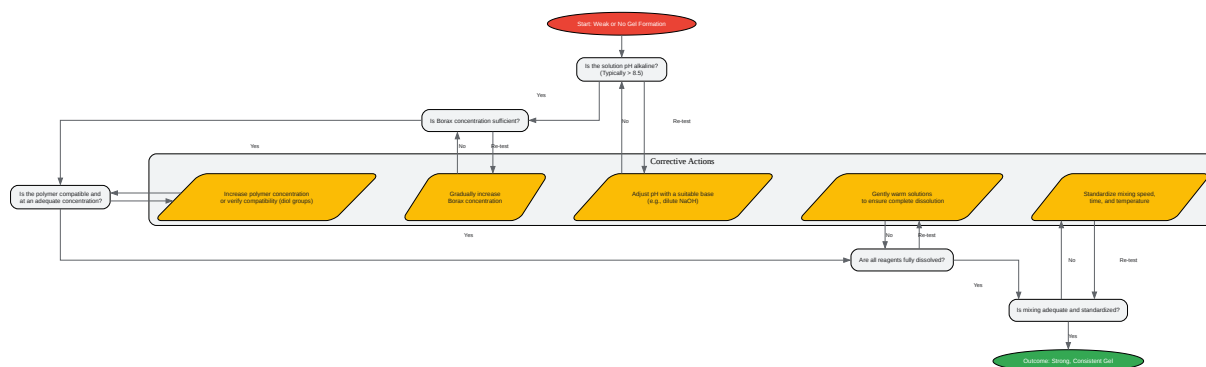 Start: Weak or No Gel Formation
Is the solution pH alkaline?
(Typically > 8.5)
Yes
Is Borax concentration sufficient?
No
Re-test
Yes
No
Re-test
Corrective Actions
Is the polymer compatible and
at an adequate concentration?
Increase polymer concentration
or verify compatibility (diol groups)
Gradually increase
Borax concentration
Adjust pH with a suitable base
(e.g., dilute NaOH)
Gently warm solutions
to ensure complete dissolution
Standardize mixing speed,
time, and temperature
Yes
No
Re-test
Are all reagents fully dissolved?
No
Re-test
Yes
Is mixing adequate and standardized?
Yes
Outcome: Strong, Consistent Gel